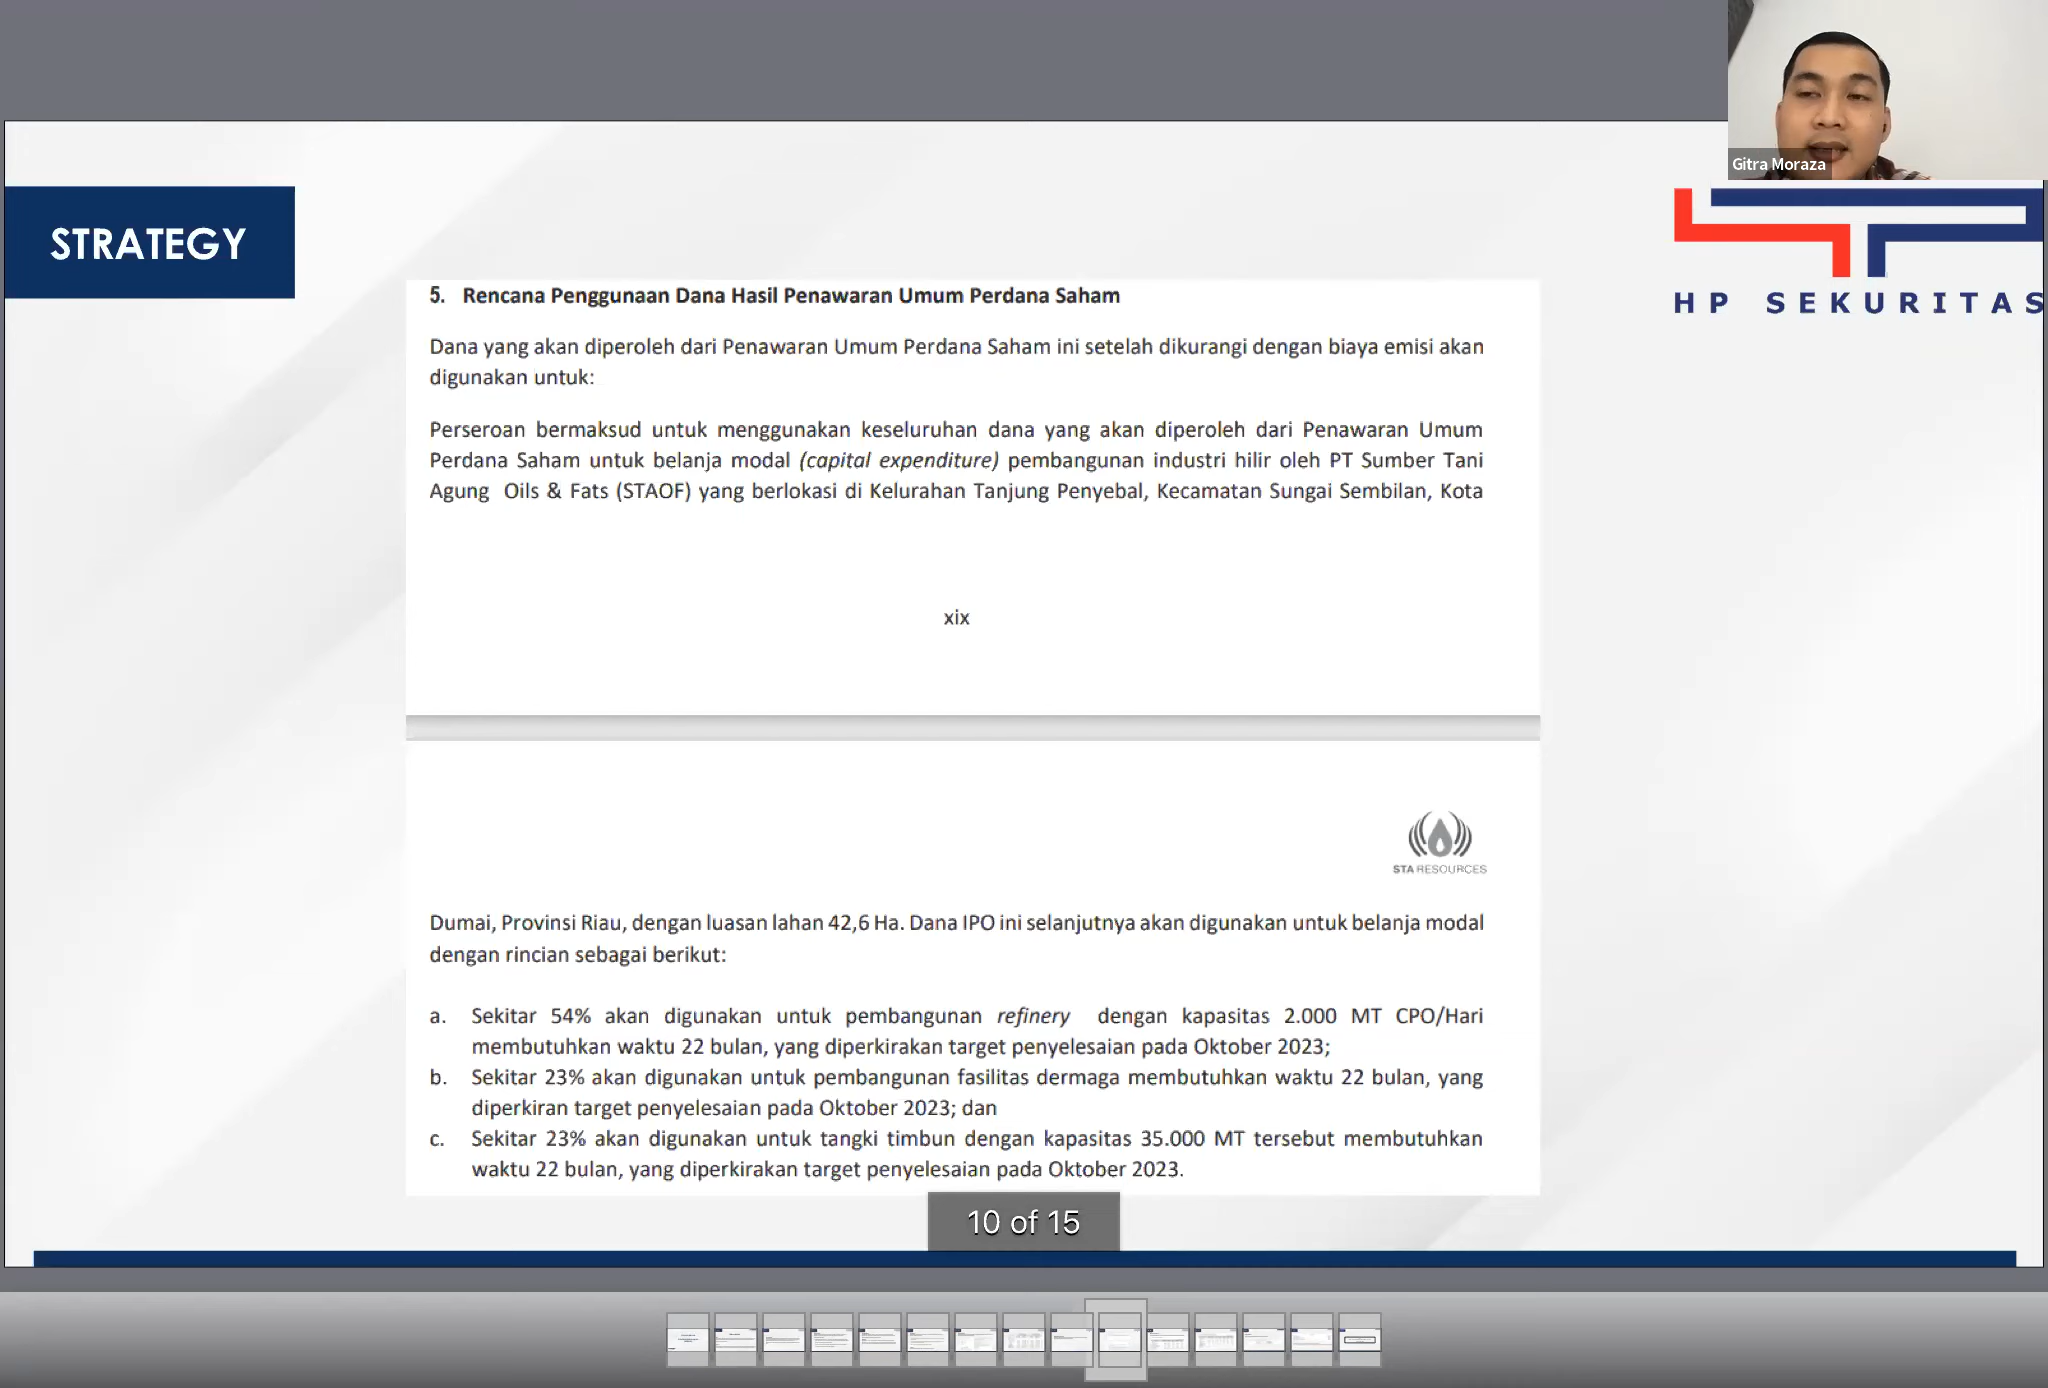 Gitra Moraza
STRATEGY
HP SEKURITAS
5. Rencana Penggunaan Dana Hasil Penawaran Umum Perdana Saham
Dana yang akan diperoleh dari Penawaran Umum Perdana Saham ini setelah dikurangi dengan biaya emisi akan
digunakan untuk:
Perseroan bermaksud untuk menggunakan keseluruhan dana yang akan diperoleh dari Penawaran Umum
Perdana Saham untuk belanja modal (capital expenditure) pembangunan industri hilir oleh PT Sumber Tani
Agung Oils & Fats (STAOF) yang berlokasi di Kelurahan Tanjung Penyebal, Kecamatan Sungai Sembilan, Kota
xix
STA RESOURCES
Dumai, Provinsi Riau, dengan luasan lahan 42,6 Ha. Dana IPO ini selanjutnya akan digunakan untuk belanja modal
dengan rincian sebagai berikut:
a. Sekitar 54% akan digunakan untuk pembangunan refinery dengan kapasitas 2.000 MT CPO/Hari
membutuhkan waktu 22 bulan, yang diperkirakan target penyelesaian pada Oktober 2023;
b. Sekitar 23% akan digunakan untuk pembangunan fasilitas dermaga membutuhkan waktu 22 bulan, yang
diperkiran target penyelesaian pada Oktober 2023; dan
c. Sekitar 23% akan digunakan untuk tangki timbun dengan kapasitas 35.000 MT tersebut membutuhkan
waktu 22 bulan, yang diperkirakan target penyelesaian pada Oktober 2023.
10 of 15